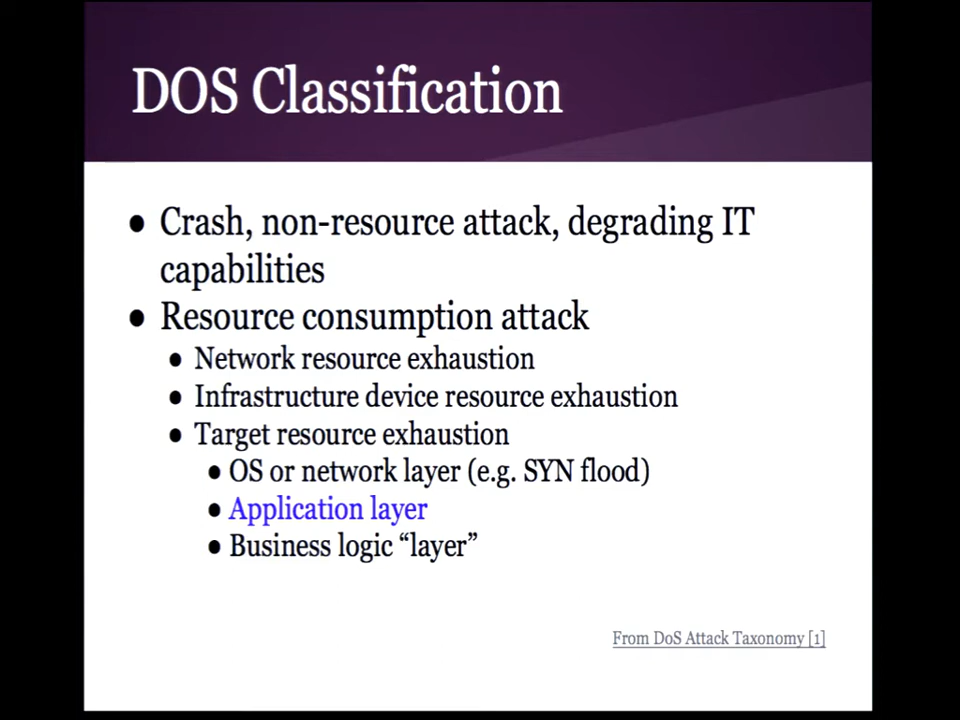 DOS Classification
● Crash, non-resource attack, degrading IT
capabilities
● Resource consumption attack
● Network resource exhaustion
● Infrastructure device resource exhaustion
● Target resource exhaustion
● OS or network layer (e.g. SYN flood)
● Application layer
● Business logic “layer”
From DoS Attack Taxonomy [1]